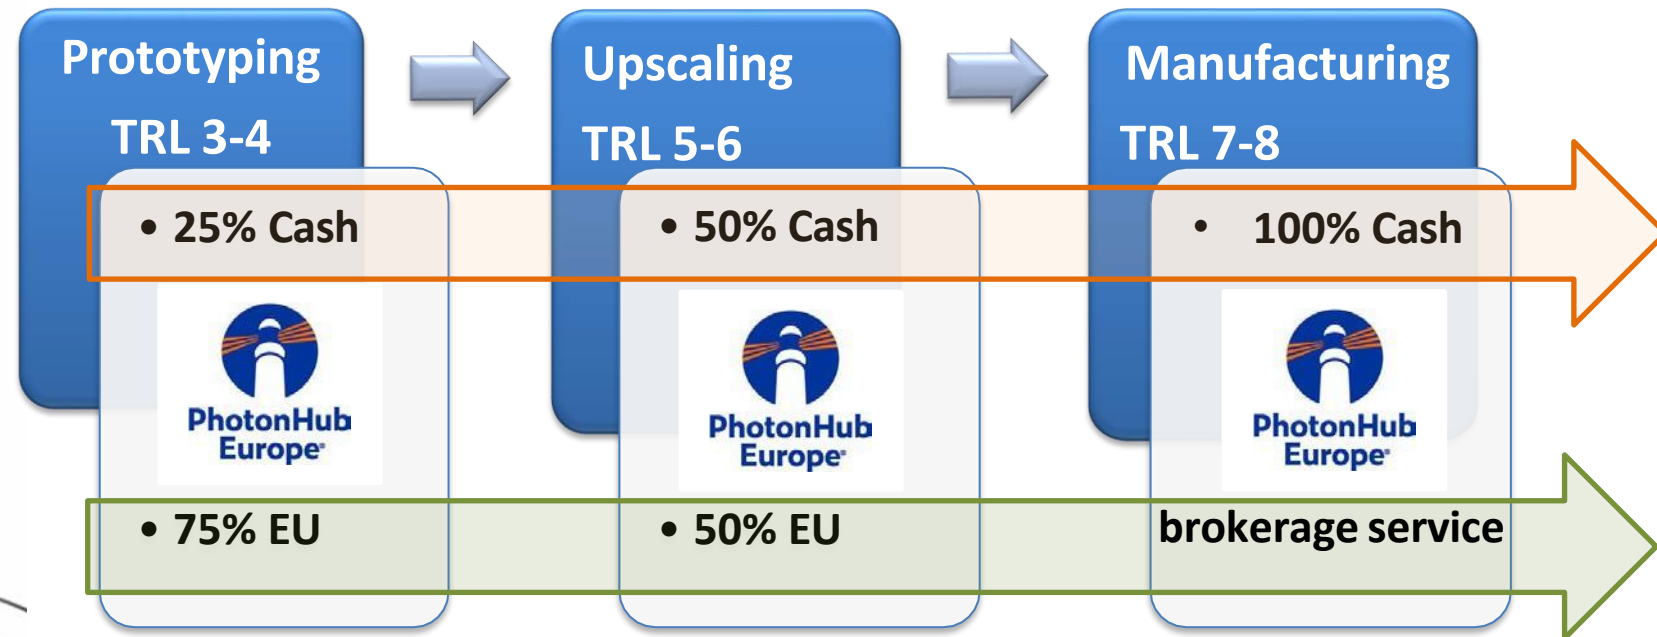 Prototyping
TRL 3-4
• 25% Cash
PhotonHub
Europe
• 75% EU
Upscaling
TRL 5-6
• 50% Cash
PhotonHub
Europe
• 50% EU
Manufacturing
TRL 7-8
• 100% Cash
PhotonHub
Europe
brokerage service